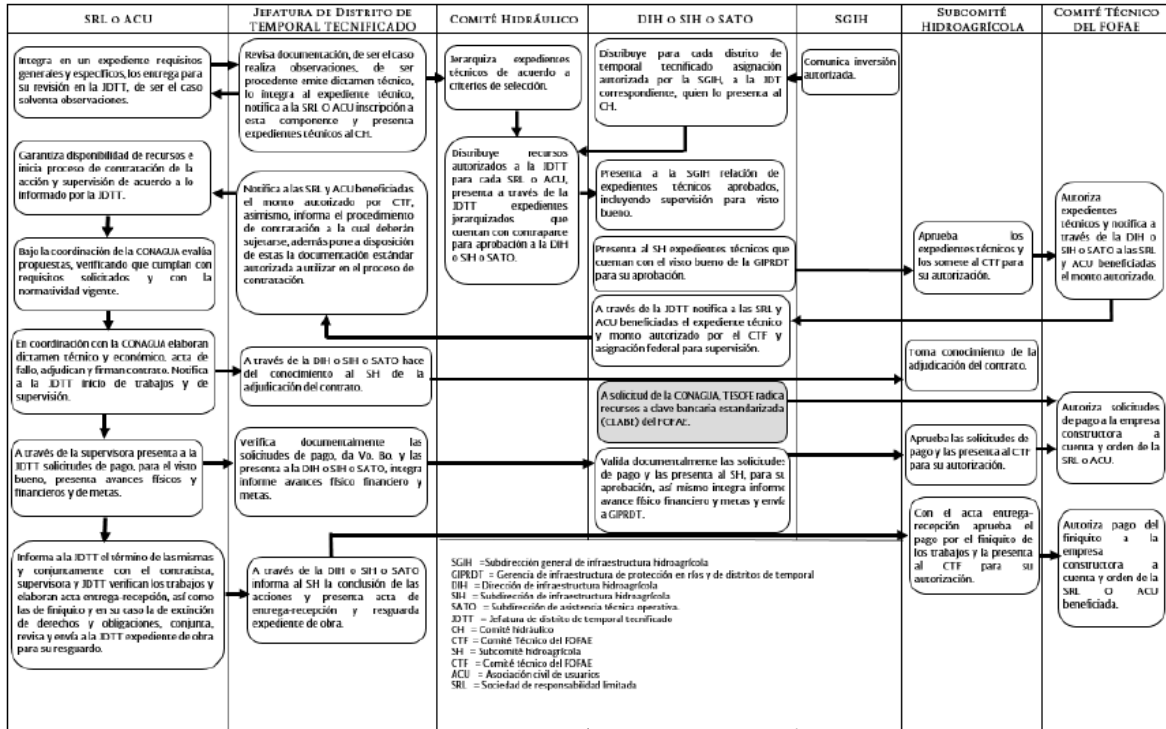 SRL O ACU
JEFATURA DE DISTRITO DE
TEMPORAL TECNIFICADO
COMITÉ HIDRÁULICO
DIH O SIH O SATO
SGIH
SUBCOMITÉ
HIDROAGRÍCOLA
COMITÉ TÉCNICO
DEL FOFAE
Integra en un expediente requisitos
generales y específicos, los entrega para
su revisión en la JDTT, de ser el caso
solventa observaciones.
Revisa documentación, de ser el caso
realiza observaciones, de ser
procedente emite dictamen técnico,
lo integra al expediente técnico,
notifica a la SRL O ACU inscripción a
esta componente y presenta
expedientes técnicos al CH.
Jerarquiza expedientes
técnicos de acuerdo a
criterios de selección.
Distribuye para cada distrito de
temporal tecnificado asignación
autorizada por la SGIH, a la JDT
correspondiente, quien lo presenta al
CH.
Comunica inversión
autorizada.
Garantiza disponibilidad de recursos e
inicia proceso de contratación de la
acción y supervisión de acuerdo a lo
informado por la JDTT.
Notifica a las SRL y ACU beneficiadas
el monto autorizado por CTF,
asimismo, informa el procedimiento
de contratación a la cual deberán
sujetarse, además pone a disposición
de estas la documentación estándar
autorizada a utilizar en el proceso de
contratación.
Distribuye recursos
autorizados a la JDTT
para cada SRL o ACU,
presenta a través de la
JDTT expedientes
jerarquizados que
cuentan con contraparte
para aprobación a la DIH
o SIH o SATO.
Presenta a la SGIH relación de
expedientes técnicos aprobados,
incluyendo supervisión para visto
bueno.
Presenta al SH expedientes técnicos que
cuentan con el visto bueno de la GIPRDT
para su aprobación.
Aprueba los
expedientes técnicos y
los somete al CTF para
su autorización.
Autoriza
expedientes
técnicos y notifica a
través de la DIH o
SIH o SATO a las SRL
y ACU beneficiadas
el monto autorizado.
Bajo la coordinación de la CONAGUA evalúa
propuestas, verificando que cumplan con
requisitos solicitados y con la
normatividad vigente.
A través de la JDTT notifica a las SRL y
ACU beneficiadas el expediente técnico
y monto autorizado por el CTF y
asignación federal para supervisión.
En coordinación con la CONAGUA elaboran
dictamen técnico y económico, acta de
fallo, adjudican y firman contrato. Notifica
a la JDTT inicio de trabajos y de
supervisión.
A través de la DIH o SIH o SATO hace
del conocimiento al SH de la
adjudicación del contrato.
Toma conocimiento de la
adjudicación del contrato.
A solicitud de la CONAGUA, TESOFE radica
recursos a clave bancaria estandarizada
(CLABE) del FOFAE.
Autoriza solicitudes
de pago a la empresa
constructora a
cuenta y orden de la
SRL o ACU.
A través de la supervisora presenta a la
JDTT solicitudes de pago, para el visto
bueno, presenta avances físicos y
financieros y de metas.
Verifica documentalmente las
solicitudes de pago, da Vo. Bo. y las
presenta a la DIH o SIH o SATO, integra
informe avances físico financiero y
metas.
Valida documentalmente las solicitudes
de pago y las presenta al SH, para su
aprobación, así mismo integra informe
avance físico financiero y metas y envía
a GIPRDT.
Aprueba las solicitudes de
pago y las presenta al CTF
para su autorización.
Informa a la JDTT el término de las mismas
y conjuntamente con el contratista,
supervisora y JDTT verifican los trabajos y
elaboran acta entrega-recepción, así como
las de finiquito y en su caso la de extinción
de derechos y obligaciones, conjunta,
revisa y envía a la JDTT expediente de obra
para su resguardo.
A través de la DIH o SIH o SATO
informa al SH la conclusión de las
acciones y presenta acta de
entrega-recepción y resguarda
expediente de obra.
Con el acta entrega-
recepción aprueba el
pago por el finiquito de
los trabajos y la presenta
al CTF para su
autorización.
Autoriza pago del
finiquito a la
empresa
constructora a
cuenta y orden de la
SRL O ACU
beneficiada.
SGIH =Subdirección general de infraestructura hidroagrícola
GIPRDT = Gerencia de infraestructura de protección en ríos y de distritos de temporal
DIH = Dirección de infraestructura hidroagrícola
SIH = Subdirección de infraestructura hidroagrícola
SATO = Subdirección de asistencia técnica operativa.
JDTT = Jefatura de distrito de temporal tecnificado
CH = Comité hidráulico
CTF = Comité Técnico del FOFAE
SH = Subcomité hidroagrícola
CTF = Comité técnico del FOFAE
ACU = Asociación civil de usuarios
SRL = Sociedad de responsabilidad limitada